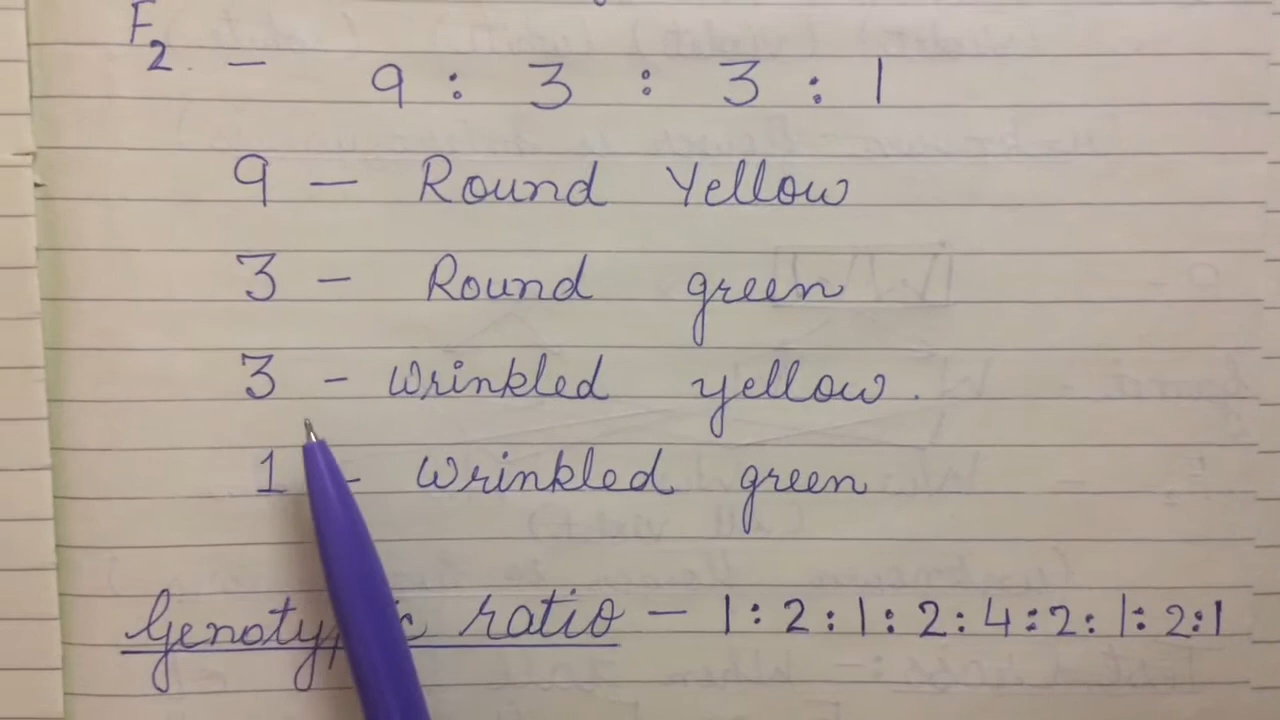 F2. - 9 : 3 : 3 : 1
9 - Round Yellow
3 - Round green
3 - wrinkled yellow.
1 - wrinkled green
ratio - 1 : 2 : 1 : 2 : 4 : 2 : 1 : 2 : 1